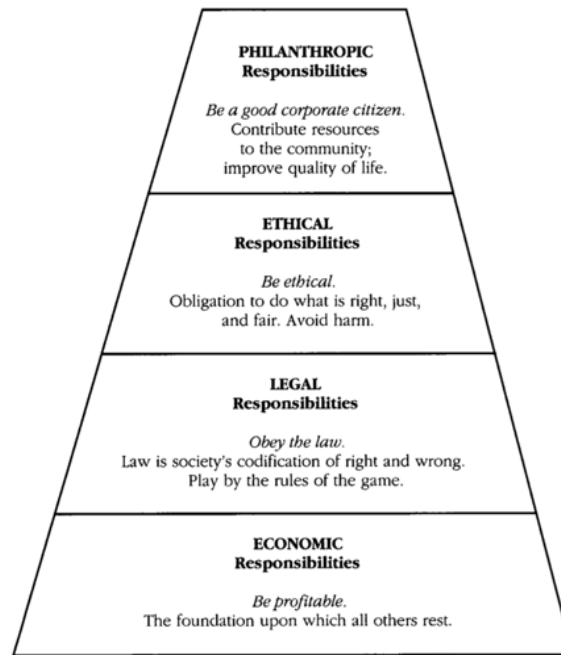 PHILANTHROPIC
Responsibilities
Be a good corporate citizen.
Contribute resources
to the community;
improve quality of life.
ETHICAL
Responsibilities
Be ethical.
Obligation to do what is right, just,
and fair. Avoid harm.
LEGAL
Responsibilities
Obey the law.
Law is society's codification of right and wrong.
Play by the rules of the game.
ECONOMIC
Responsibilities
Be profitable.
The foundation upon which all others rest.